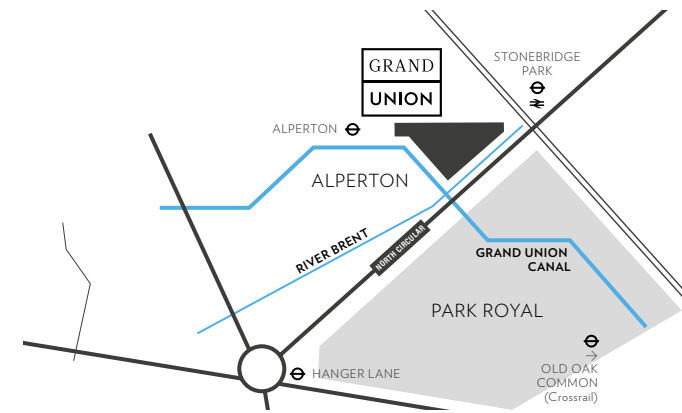 GRAND
UNION
STONEBRIDGE
PARK
ALPERTON
ALPERTON
RIVER BRENT
NORTH CIRCULAR
GRAND UNION
CANAL
PARK ROYAL
HANGER LANE
→
OLD OAK
COMMON
(Crossrail)